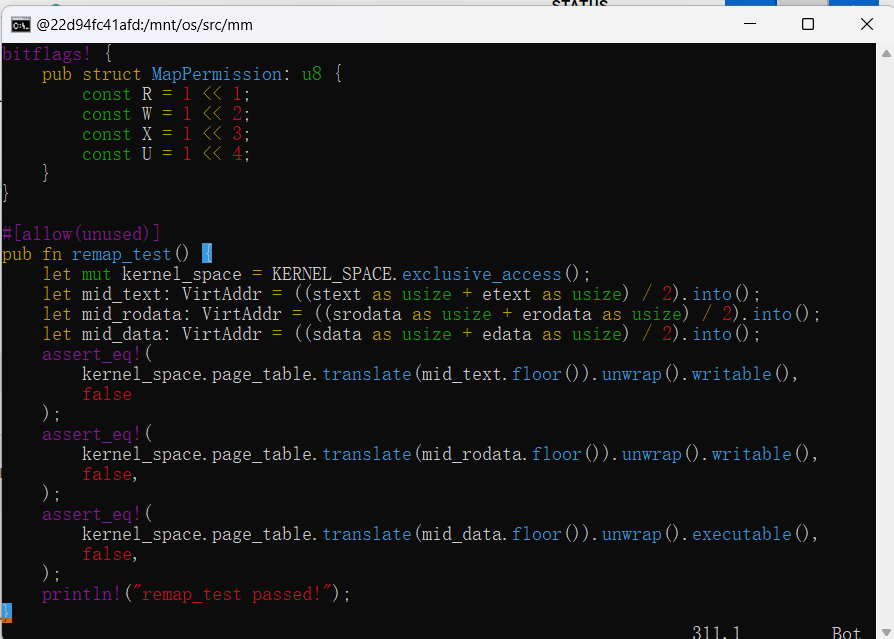 STATUS
@22d94fc41afd:/mnt/os/src/mm
bitflags! {
    pub struct MapPermission: u8 {
        const R = 1 << 1;
        const W = 1 << 2;
        const X = 1 << 3;
        const U = 1 << 4;
    }
}

#[allow(unused)]
pub fn remap_test() {
    let mut kernel_space = KERNEL_SPACE.exclusive_access();
    let mid_text: VirtAddr = ((stext as usize + etext as usize) / 2).into();
    let mid_rodata: VirtAddr = ((srodata as usize + erodata as usize) / 2).into();
    let mid_data: VirtAddr = ((sdata as usize + edata as usize) / 2).into();
    assert_eq!(
        kernel_space.page_table.translate(mid_text.floor()).unwrap().writable(),
        false
    );
    assert_eq!(
        kernel_space.page_table.translate(mid_rodata.floor()).unwrap().writable(),
        false,
    );
    assert_eq!(
        kernel_space.page_table.translate(mid_data.floor()).unwrap().executable(),
        false,
    );
    println!("remap_test passed!");
}
311,1 Bot